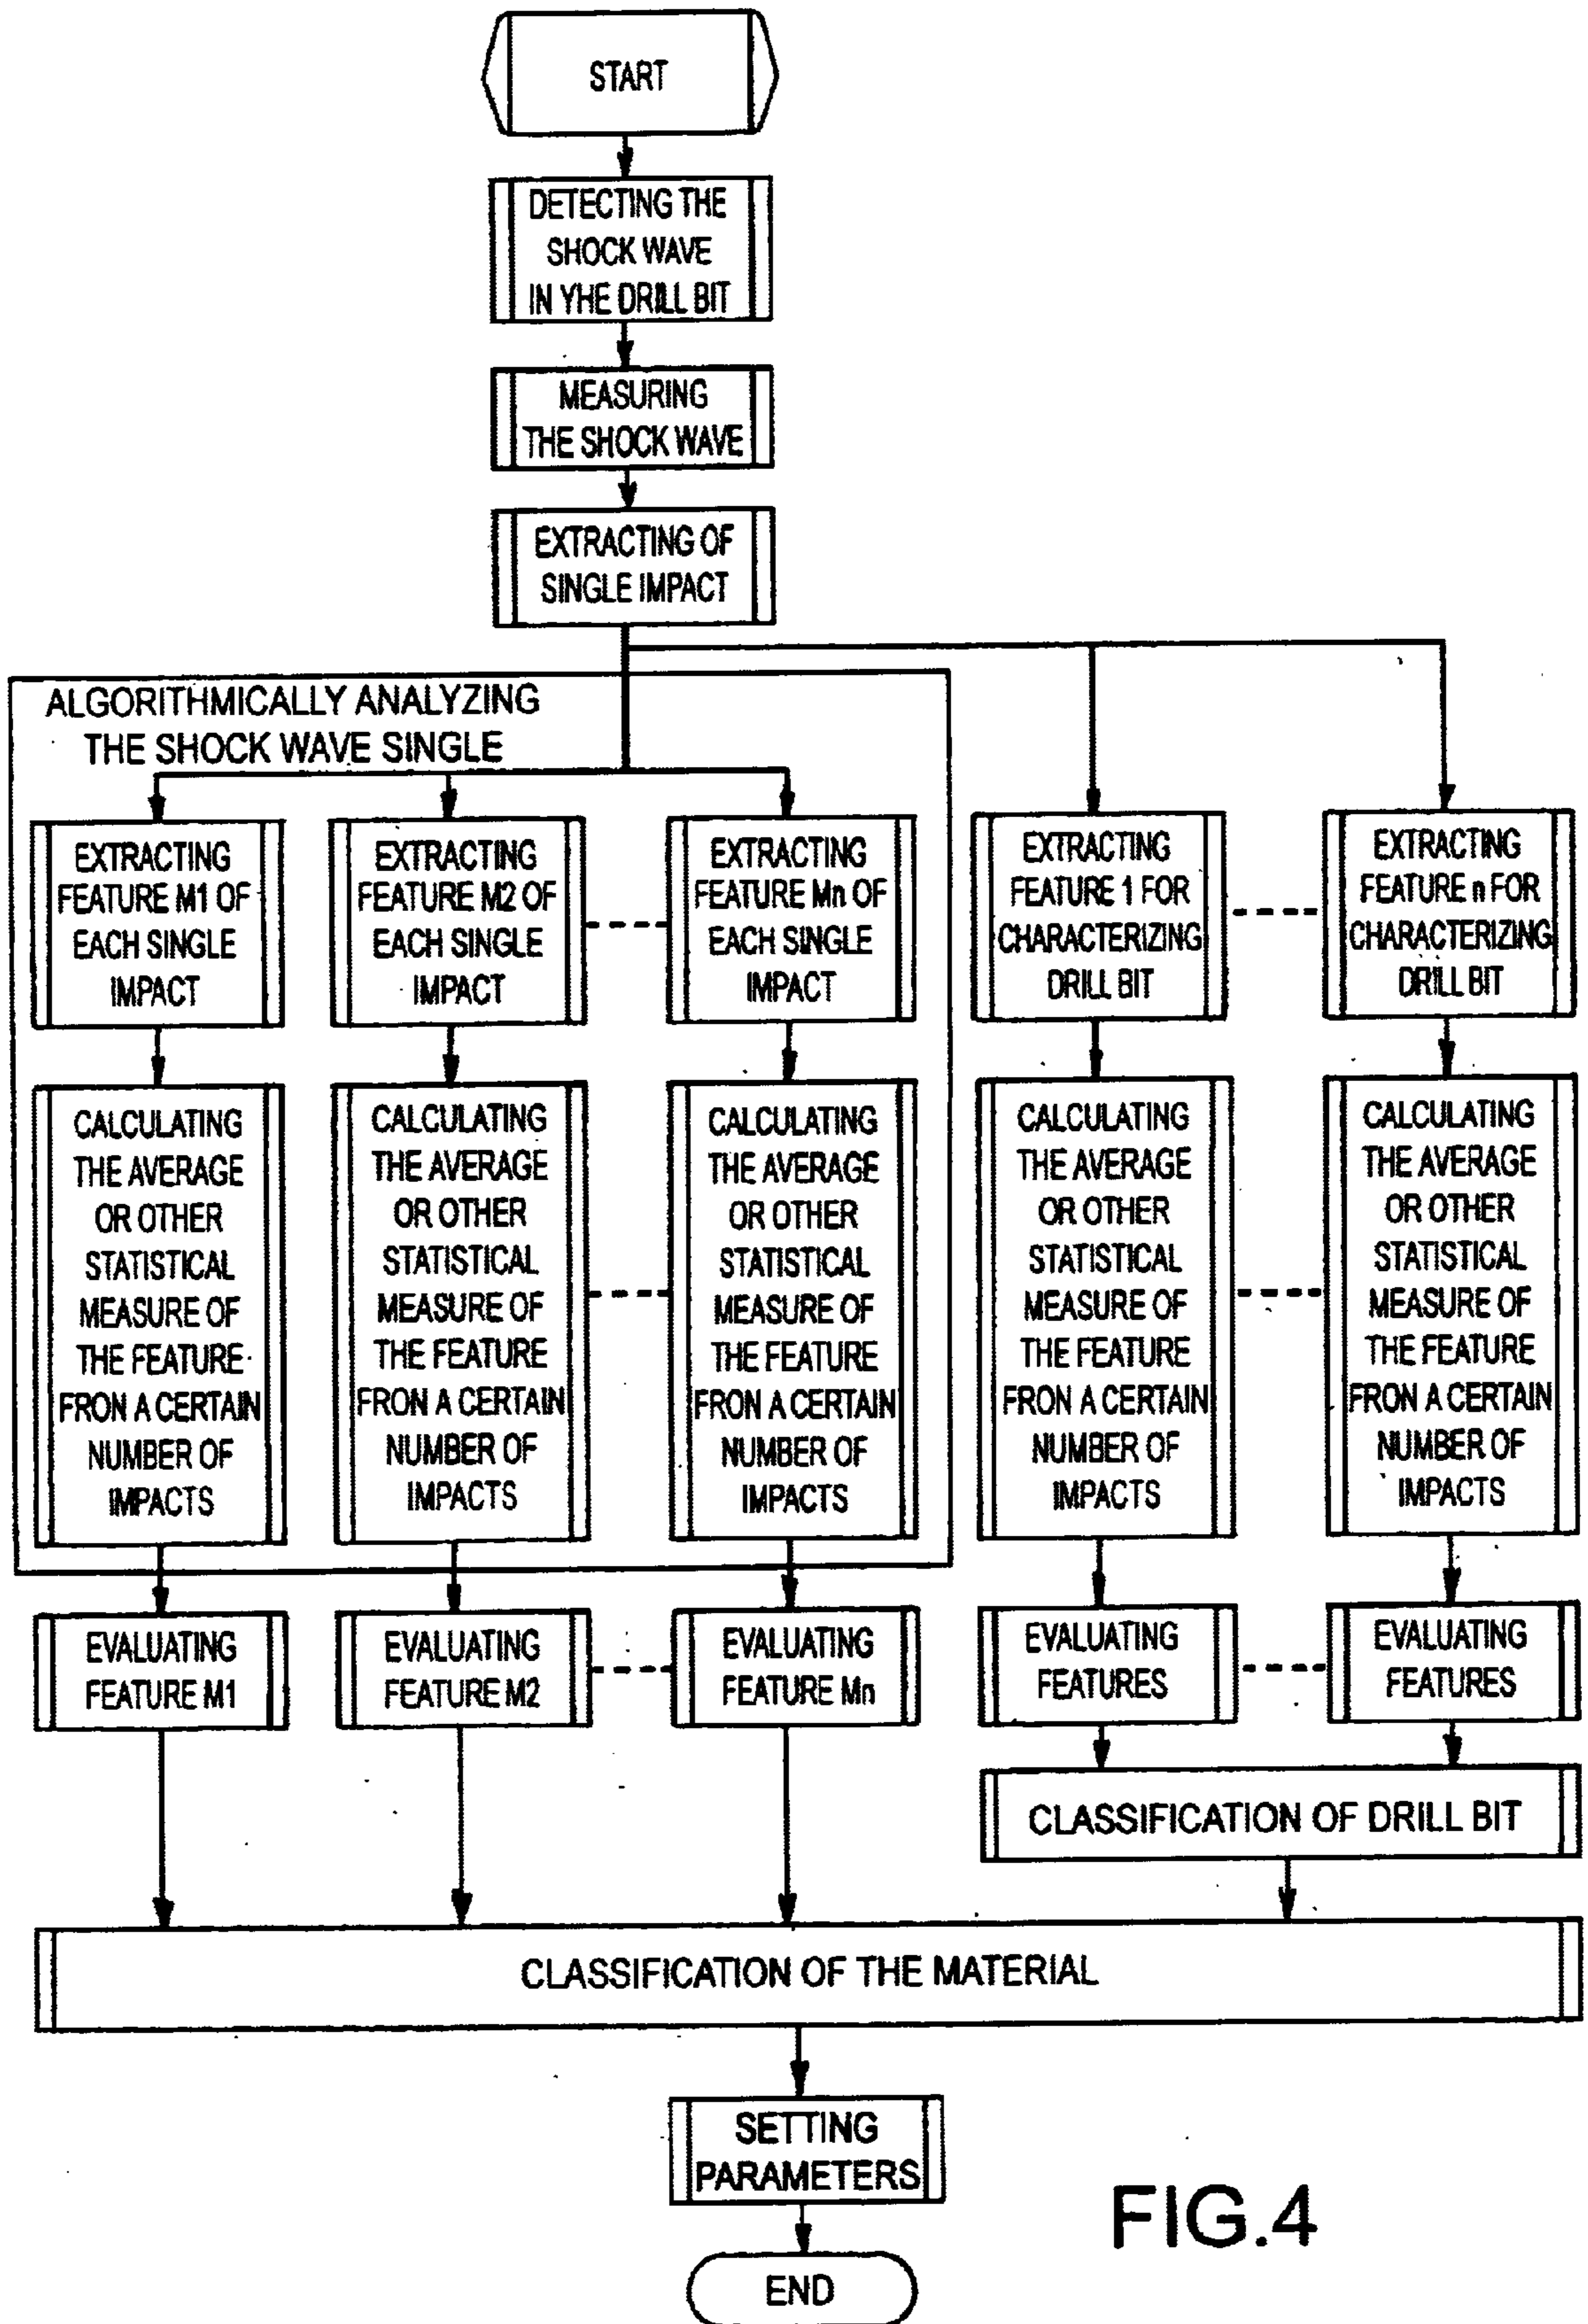 START
DETECTING THE
SHOCK WAVE
IN YHE DRILL BIT
MEASURING
THE SHOCK WAVE
EXTRACTING OF
SINGLE IMPACT
ALGORITHMICALLY ANALYZING
THE SHOCK WAVE SINGLE
EXTRACTING
FEATURE M1 OF
EACH SINGLE
IMPACT
EXTRACTING
FEATURE M2 OF
EACH SINGLE
IMPACT
EXTRACTING
FEATURE Mn OF
EACH SINGLE
IMPACT
EXTRACTING
FEATURE 1 FOR
CHARACTERIZING
DRILL BIT
EXTRACTING
FEATURE n FOR
CHARACTERIZING
DRILL BIT
CALCULATING
THE AVERAGE
OR OTHER
STATISTICAL
MEASURE OF
THE FEATURE
FRON A CERTAIN
NUMBER OF
IMPACTS
CALCULATING
THE AVERAGE
OR OTHER
STATISTICAL
MEASURE OF
THE FEATURE
FRON A CERTAIN
NUMBER OF
IMPACTS
CALCULATING
THE AVERAGE
OR OTHER
STATISTICAL
MEASURE OF
THE FEATURE
FRON A CERTAIN
NUMBER OF
IMPACTS
CALCULATING
THE AVERAGE
OR OTHER
STATISTICAL
MEASURE OF
THE FEATURE
FRON A CERTAIN
NUMBER OF
IMPACTS
CALCULATING
THE AVERAGE
OR OTHER
STATISTICAL
MEASURE OF
THE FEATURE
FRON A CERTAIN
NUMBER OF
IMPACTS
EVALUATING
FEATURE M1
EVALUATING
FEATURE M2
EVALUATING
FEATURE Mn
EVALUATING
FEATURES
EVALUATING
FEATURES
CLASSIFICATION OF DRILL BIT
CLASSIFICATION OF THE MATERIAL
SETTING
PARAMETERS
END
FIG.4